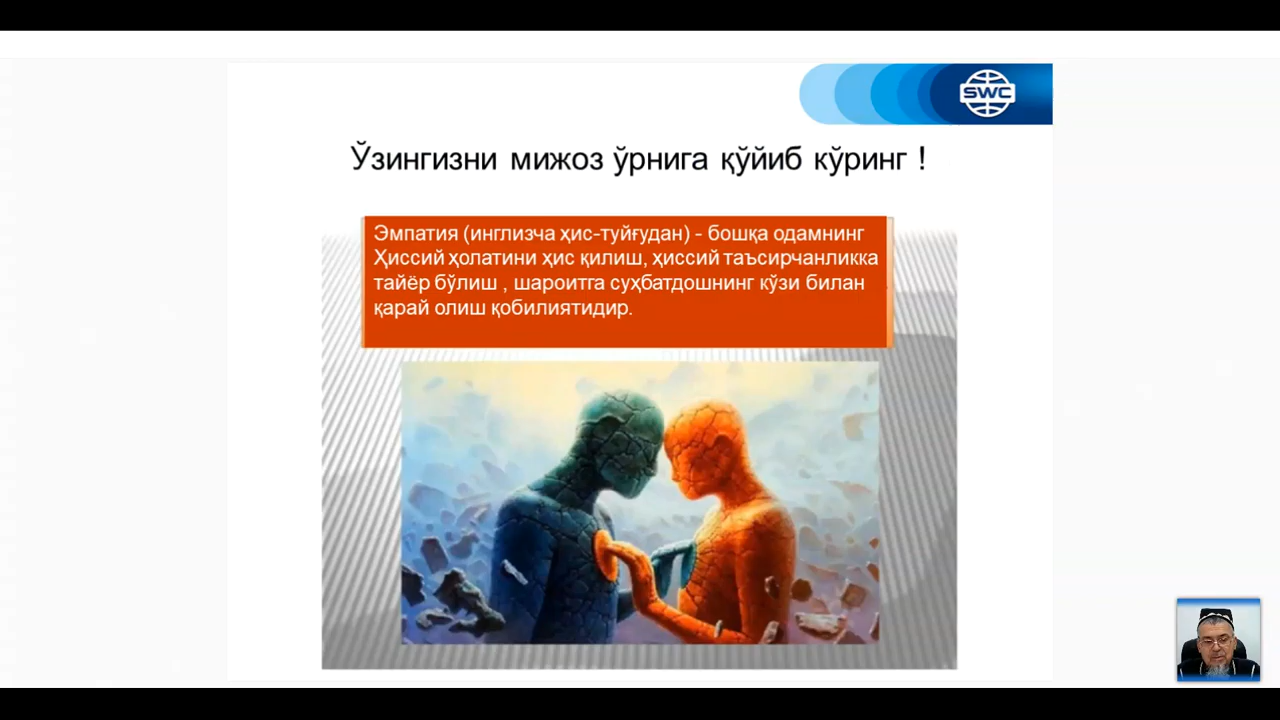 SWC
Ўзингизни мижоз ўрнига қўйиб кўринг !
Эмпатия (инглизча ҳис-туйғудан) - бошқа одамнинг
Ҳиссий ҳолатини ҳис қилиш, ҳиссий таъсирчанликка
тайёр бўлиш , шароитга суҳбатдошнинг кўзи билан
қарай олиш қобилиятидир.